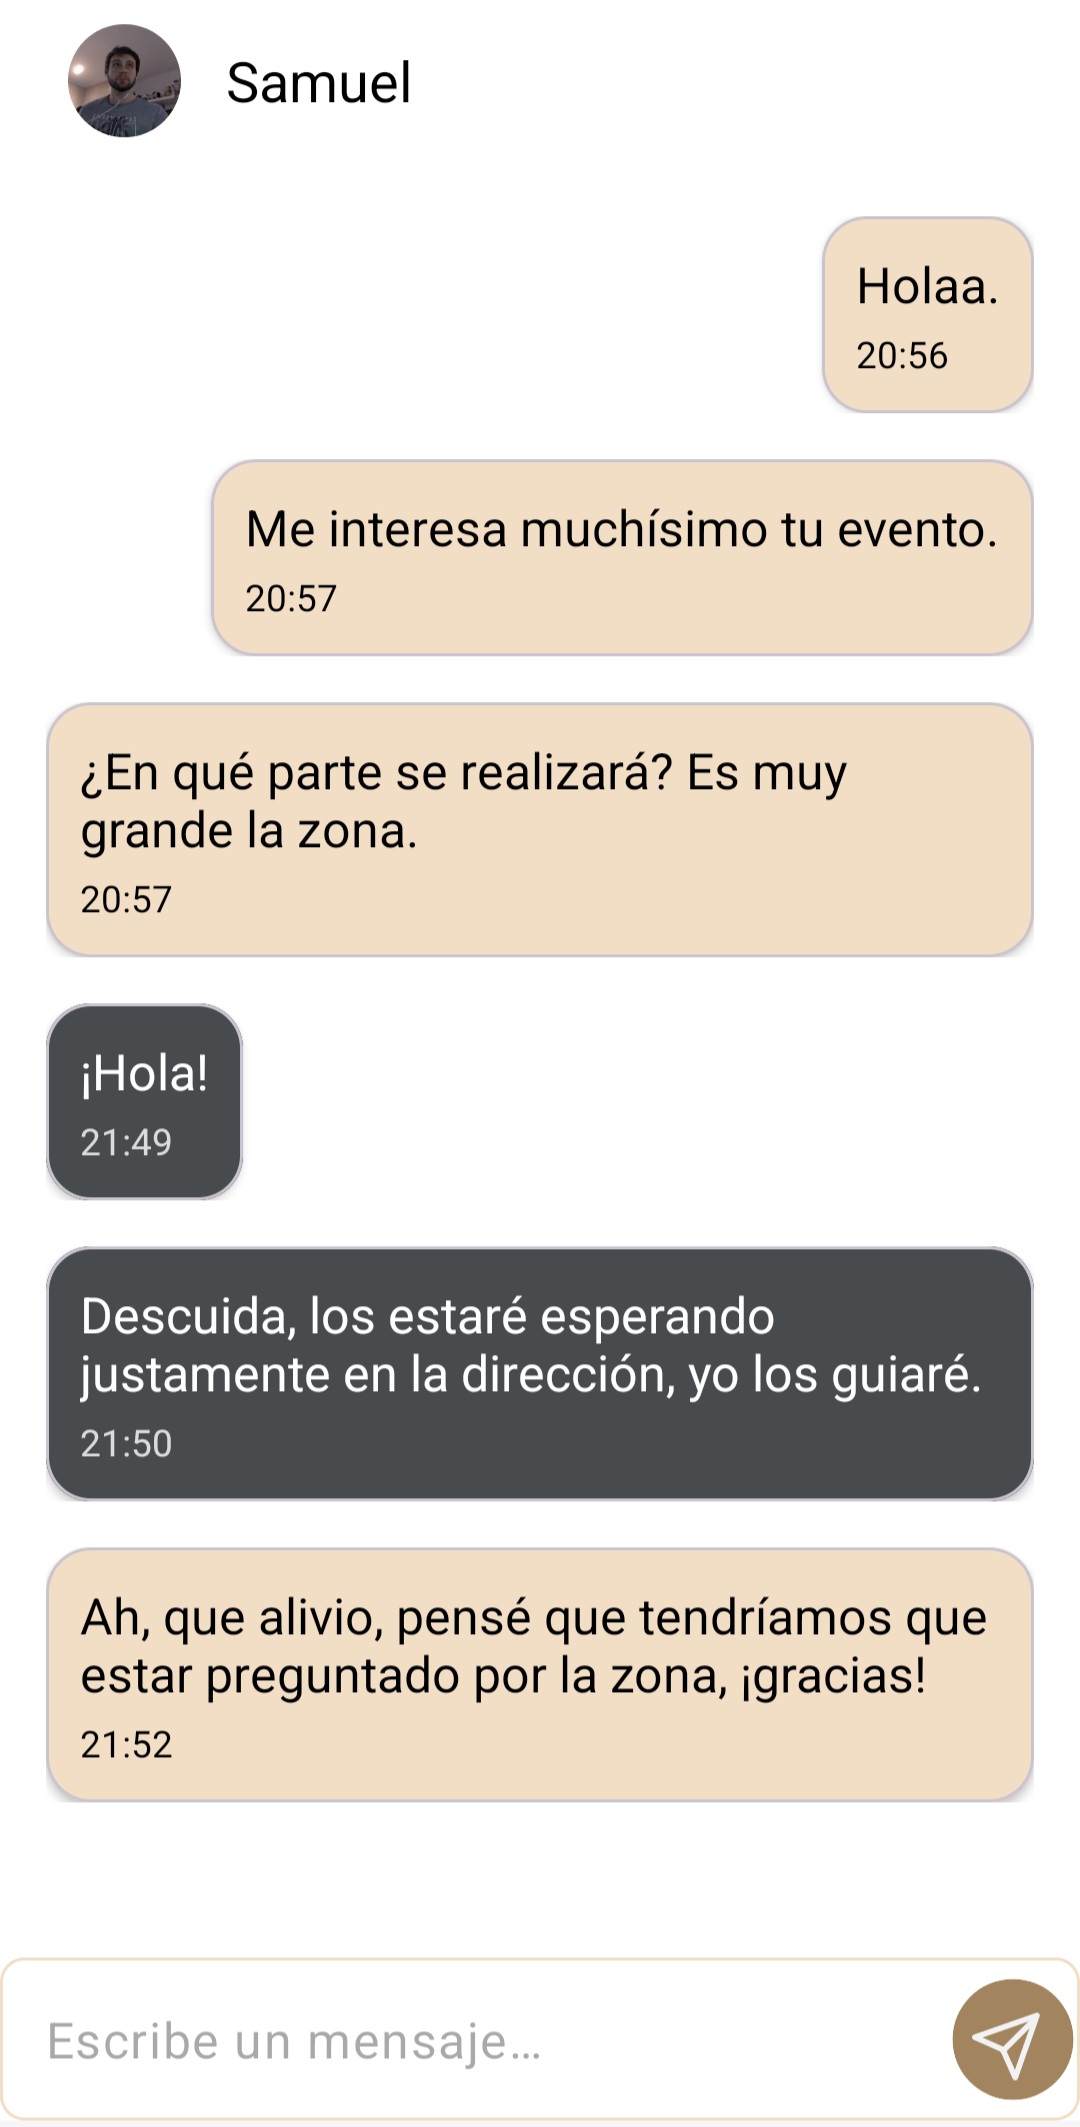 Samuel
Holaa.
20:56
Me interesa muchísimo tu evento.
20:57
¿En qué parte se realizará? Es muy
grande la zona.
20:57
¡Hola!
21:49
Descuida, los estaré esperando
justamente en la dirección, yo los guiaré.
21:50
Ah, que alivio, pensé que tendríamos que
estar preguntado por la zona, ¡gracias!
21:52
Escribe un mensaje...